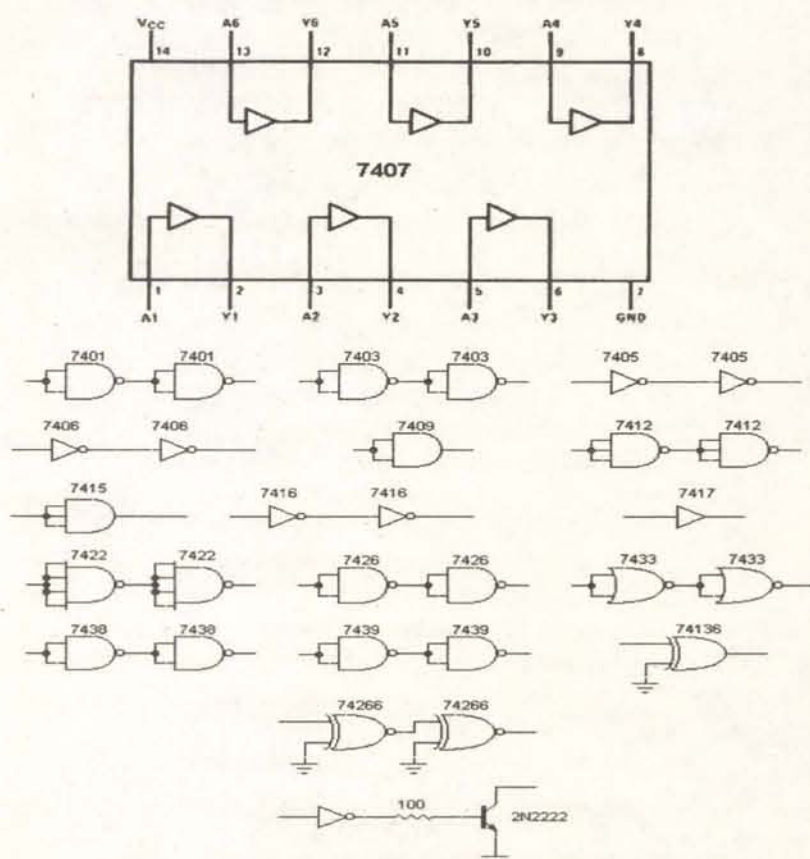 VCC A6 Y6 A5 Y5 A4 Y4
14 13 12 11 10 9 8
7407
1 2 3 4 5 6 7
A1 Y1 A2 Y2 A3 Y3 GND
7401 7401 7403 7403 7405 7405
7406 7406 7409 7412 7412
7415 7416 7416 7417
7422 7422 7426 7426 7433 7433
7438 7438 7439 7439 74136
74266 74266
100
2N2222